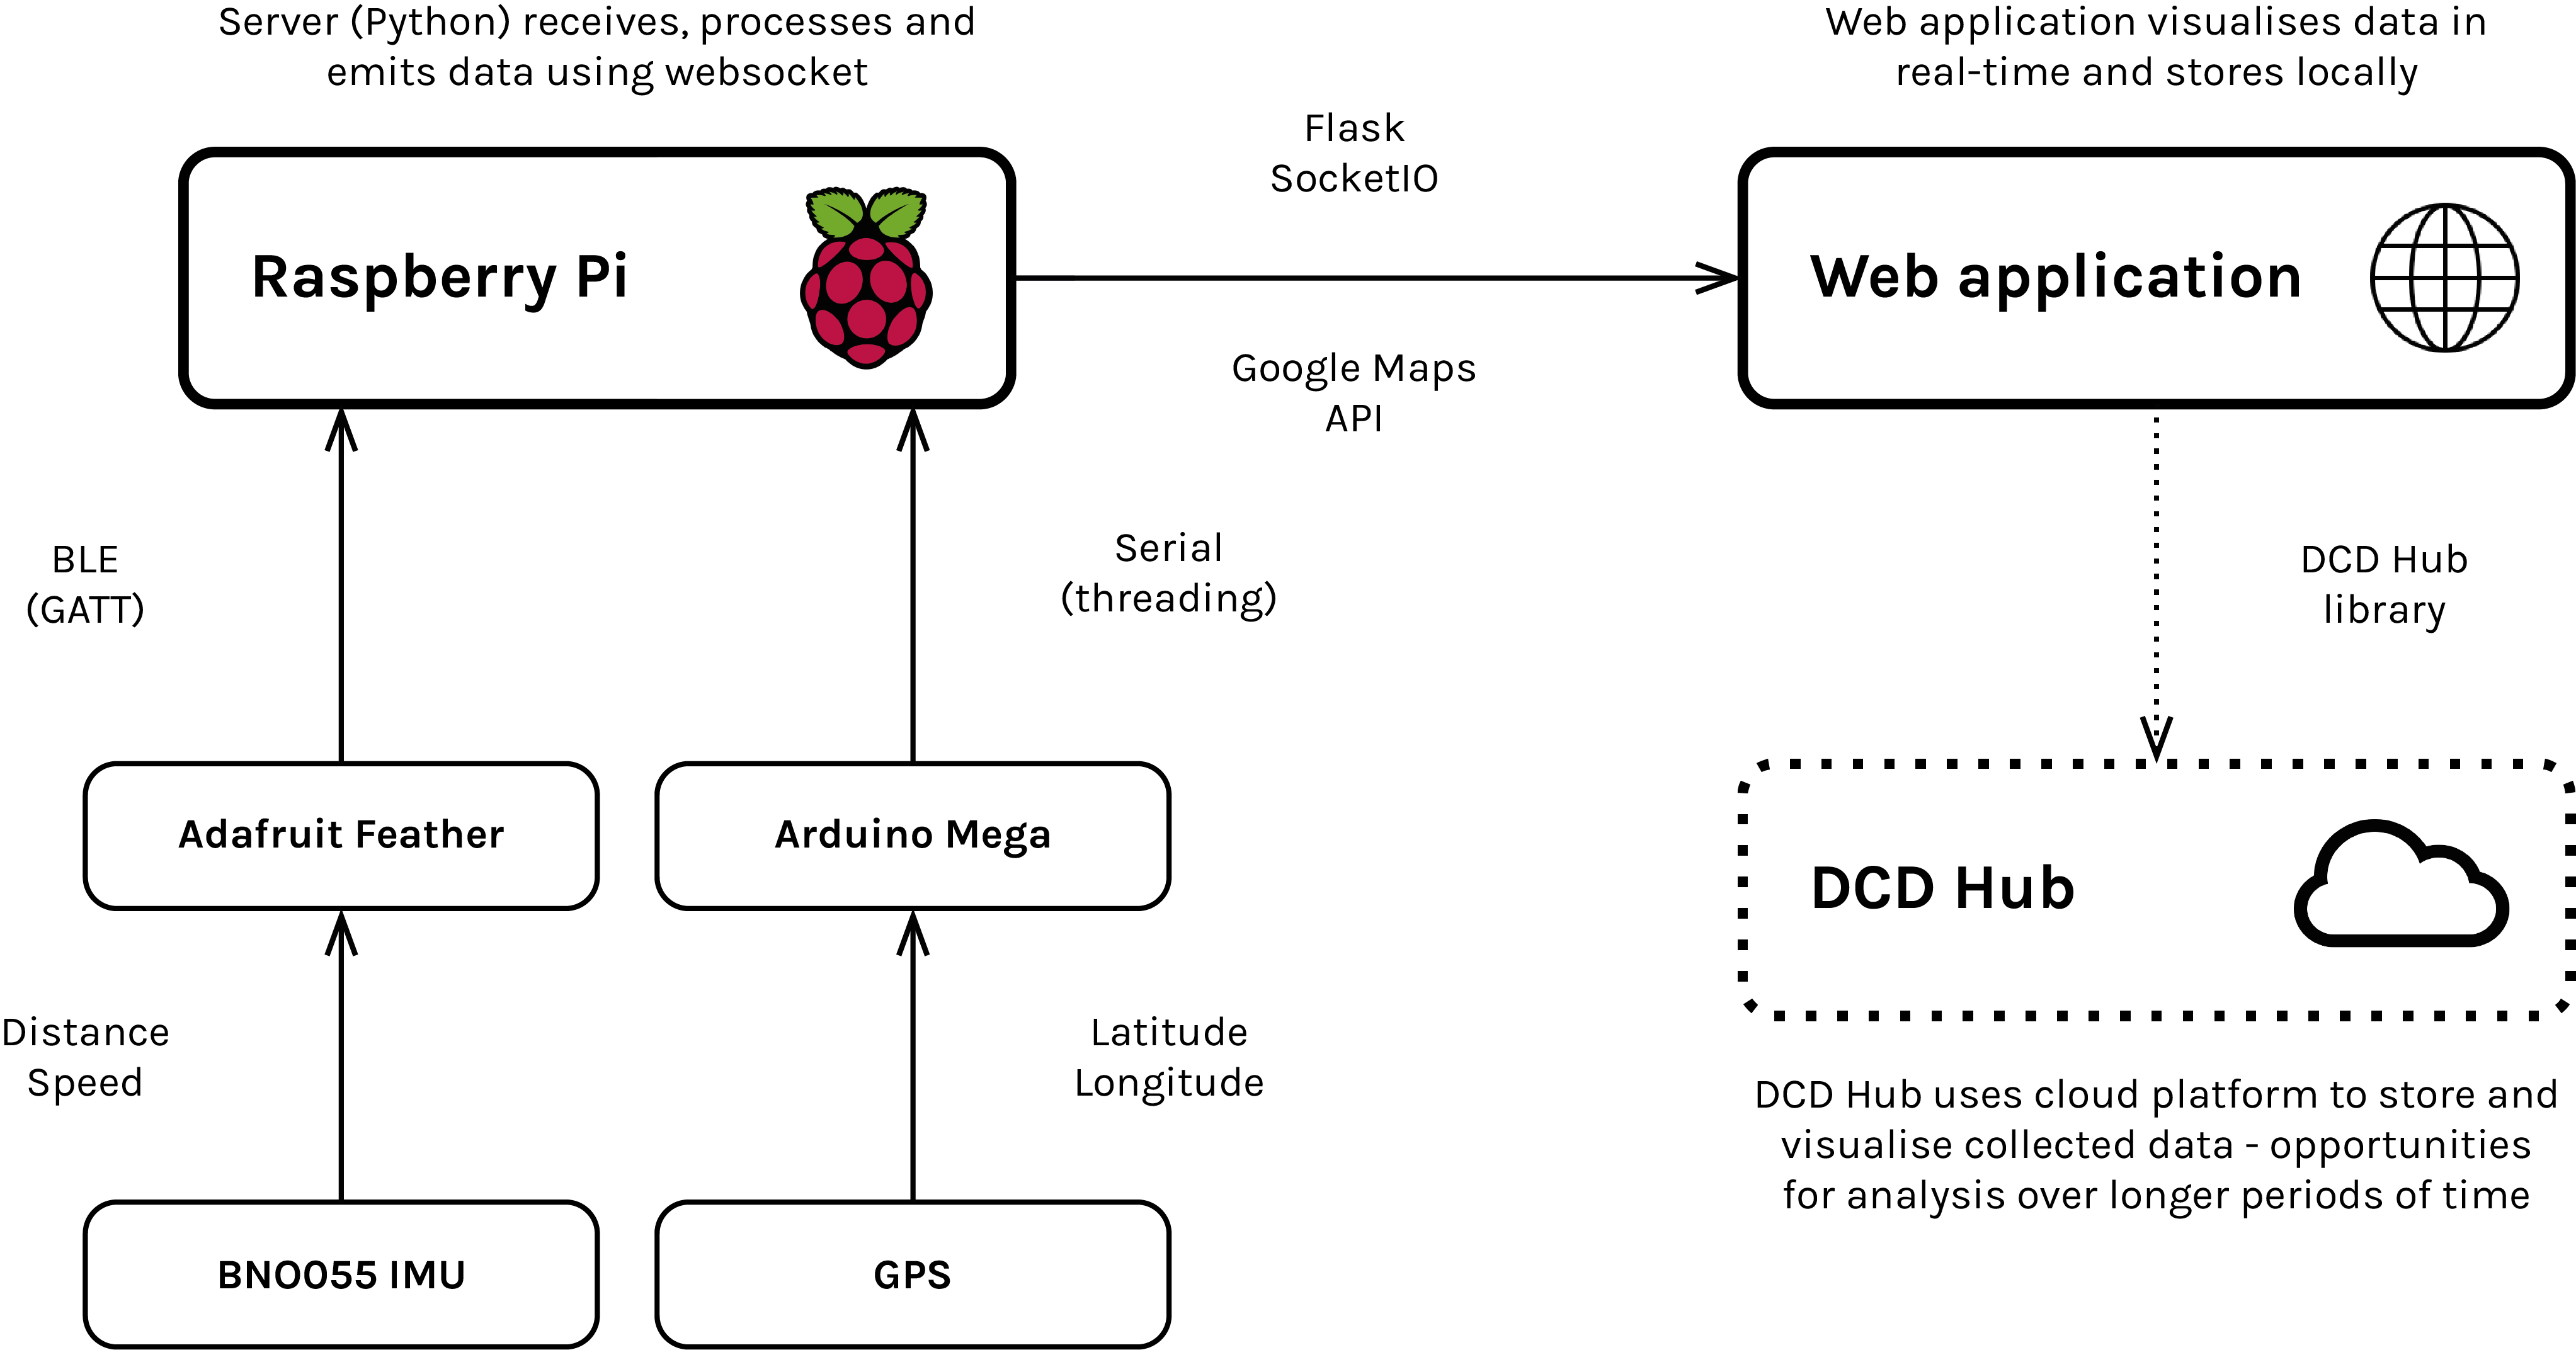 Server (Python) receives, processes and
emits data using websocket
Web application visualises data in
real-time and stores locally
Flask
SocketIO
Raspberry Pi
Web application
Google Maps
API
BLE
(GATT)
Serial
(threading)
DCD Hub
library
Adafruit Feather
Arduino Mega
DCD Hub
Distance
Speed
Latitude
Longitude
DCD Hub uses cloud platform to store and
visualise collected data - opportunities
for analysis over longer periods of time
BNO055 IMU
GPS